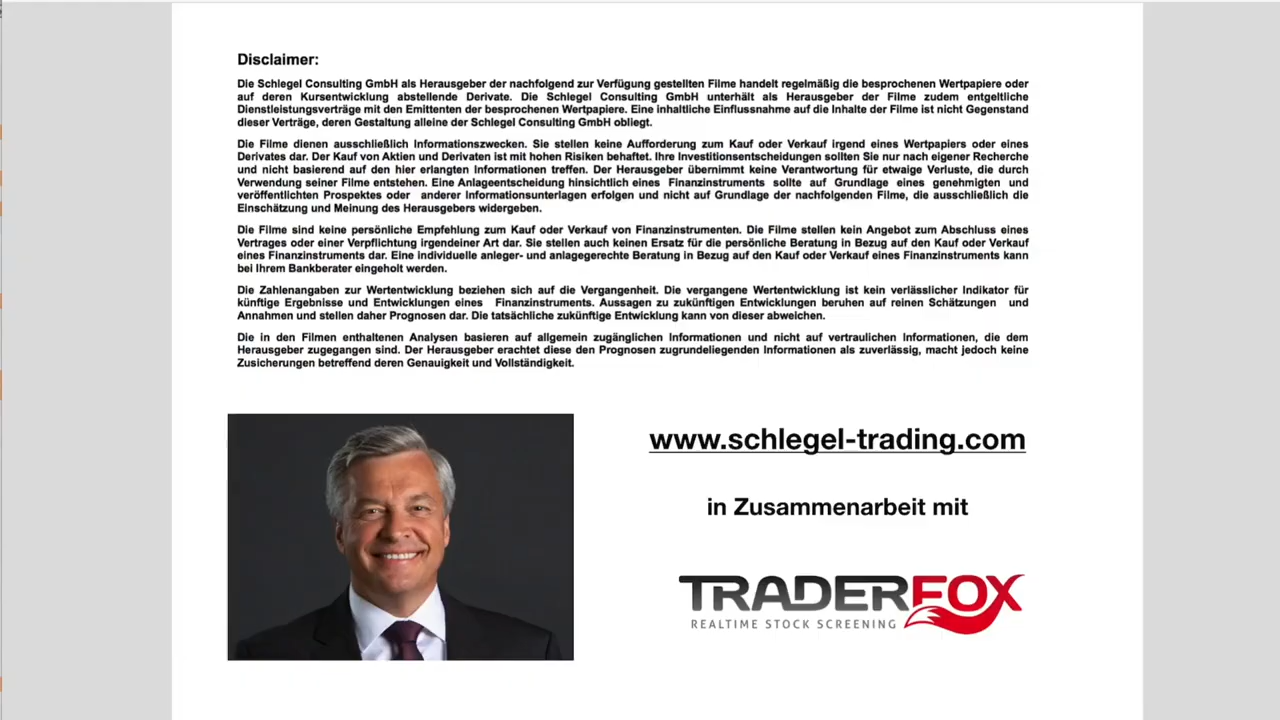 Disclaimer:
Die Schlegel Consulting GmbH als Herausgeber der nachfolgend zur Verfügung gestellten Filme handelt regelmäßig die besprochenen Wertpapiere oder
auf deren Kursentwicklung abstellende Derivate. Die Schlegel Consulting GmbH unterhält als Herausgeber der Filme zudem entgeltliche
Dienstleistungsverträge mit den Emittenten der besprochenen Wertpapiere. Eine inhaltliche Einflussnahme auf die Inhalte der Filme ist nicht Gegenstand
dieser Verträge, deren Gestaltung alleine der Schlegel Consulting GmbH obliegt.
Die Filme dienen ausschließlich Informationszwecken. Sie stellen keine Aufforderung zum Kauf oder Verkauf irgend eines Wertpapiers oder eines
Derivates dar. Der Kauf von Aktien und Derivaten ist mit hohen Risiken behaftet. Ihre Investitionsentscheidungen sollten Sie nur nach eigener Recherche
und nicht basierend auf den hier erlangten Informationen treffen. Der Herausgeber übernimmt keine Verantwortung für etwaige Verluste, die durch
Verwendung seiner Filme entstehen. Eine Anlageentscheidung hinsichtlich eines Finanzinstruments sollte auf Grundlage eines genehmigten und
veröffentlichten Prospektes oder anderer Informationsunterlagen erfolgen und nicht auf Grundlage der nachfolgenden Filme, die ausschließlich die
Einschätzung und Meinung des Herausgebers widergeben.
Die Filme sind keine persönliche Empfehlung zum Kauf oder Verkauf von Finanzinstrumenten. Die Filme stellen kein Angebot zum Abschluss eines
Vertrages oder einer Verpflichtung irgendeiner Art dar. Sie stellen auch keinen Ersatz für die persönliche Beratung in Bezug auf den Kauf oder Verkauf
eines Finanzinstruments dar. Eine individuelle anleger- und anlagegerechte Beratung in Bezug auf den Kauf oder Verkauf eines Finanzinstruments kann
bei Ihrem Bankberater eingeholt werden.
Die Zahlenangaben zur Wertentwicklung beziehen sich auf die Vergangenheit. Die vergangene Wertentwicklung ist kein verlässlicher Indikator für
künftige Ergebnisse und Entwicklungen eines Finanzinstruments. Aussagen zu zukünftigen Entwicklungen beruhen auf reinen Schätzungen und
Annahmen und stellen daher Prognosen dar. Die tatsächliche zukünftige Entwicklung kann von dieser abweichen.
Die in den Filmen enthaltenen Analysen basieren auf allgemein zugänglichen Informationen und nicht auf vertraulichen Informationen, die dem
Herausgeber zugegangen sind. Der Herausgeber erachtet diese den Prognosen zugrundeliegenden Informationen als zuverlässig, macht jedoch keine
Zusicherungen betreffend deren Genauigkeit und Vollständigkeit.
www.schlegel-trading.com
in Zusammenarbeit mit
TRADERFOX
REALTIME STOCK SCREENING